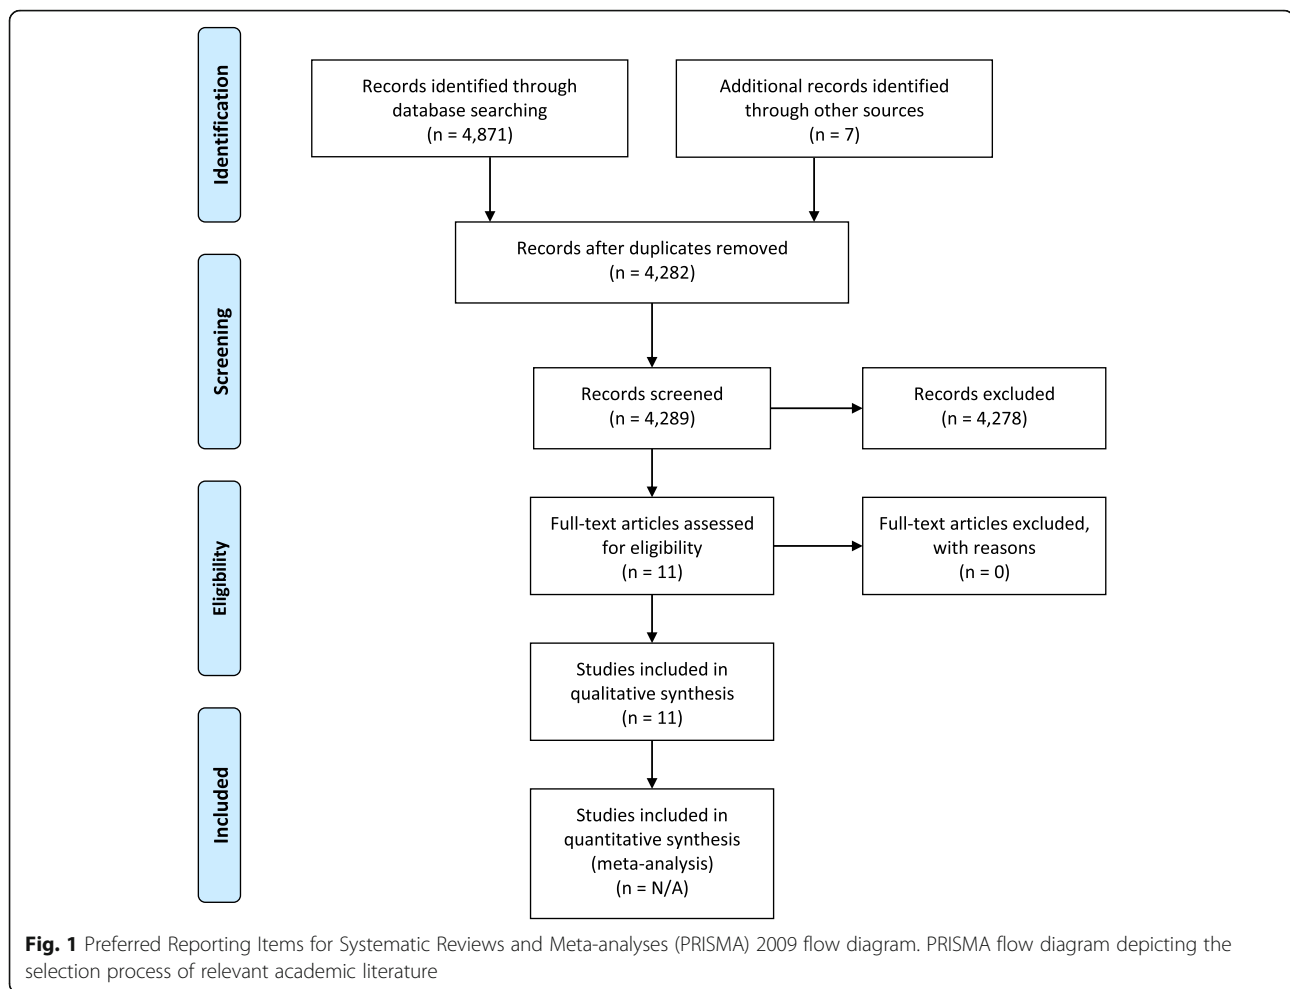 Identification
Records identified through
database searching
(n = 4,871)
Additional records identified
through other sources
(n = 7)
Records after duplicates removed
(n = 4,282)
Screening
Records screened
(n = 4,289)
Records excluded
(n = 4,278)
Eligibility
Full-text articles assessed
for eligibility
(n = 11)
Full-text articles excluded,
with reasons
(n = 0)
Studies included in
qualitative synthesis
(n = 11)
Included
Studies included in
quantitative synthesis
(meta-analysis)
(n = N/A)
Fig. 1 Preferred Reporting Items for Systematic Reviews and Meta-analyses (PRISMA) 2009 flow diagram. PRISMA flow diagram depicting the
selection process of relevant academic literature